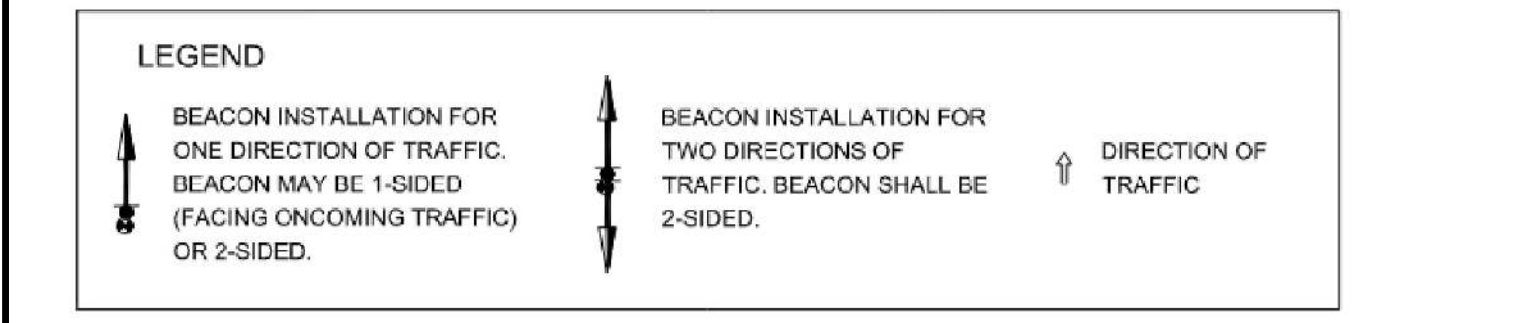 LEGEND
BEACON INSTALLATION FOR
ONE DIRECTION OF TRAFFIC.
BEACON MAY BE 1-SIDED
(FACING ONCOMING TRAFFIC)
OR 2-SIDED.
BEACON INSTALLATION FOR
TWO DIRECTIONS OF
TRAFFIC. BEACON SHALL BE
2-SIDED.
DIRECTION OF
TRAFFIC